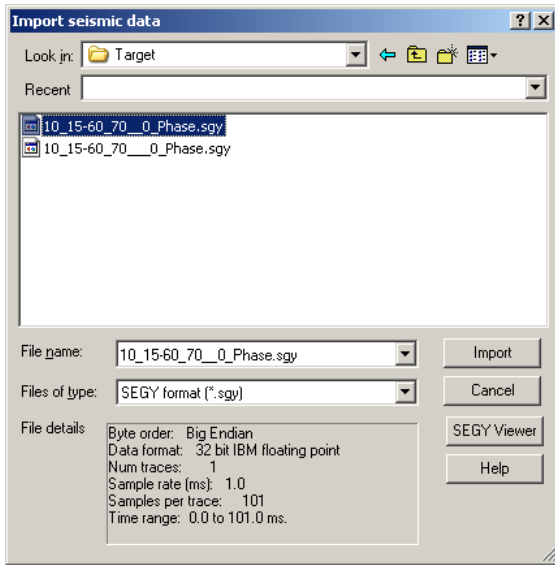 Import seismic data
Look in: Target
Recent
10_15-60_70__0_Phase.sgy
10_15-60_70___0_Phase.sgy
File name: 10_15-60_70__0_Phase.sgy Import
Files of type: SEGY format (*.sgy) Cancel
File details SEGY Viewer
Byte order: Big Endian
Data format: 32 bit IBM floating point
Num traces: 1 Help
Sample rate (ms): 1.0
Samples per trace: 101
Time range: 0.0 to 101.0 ms.